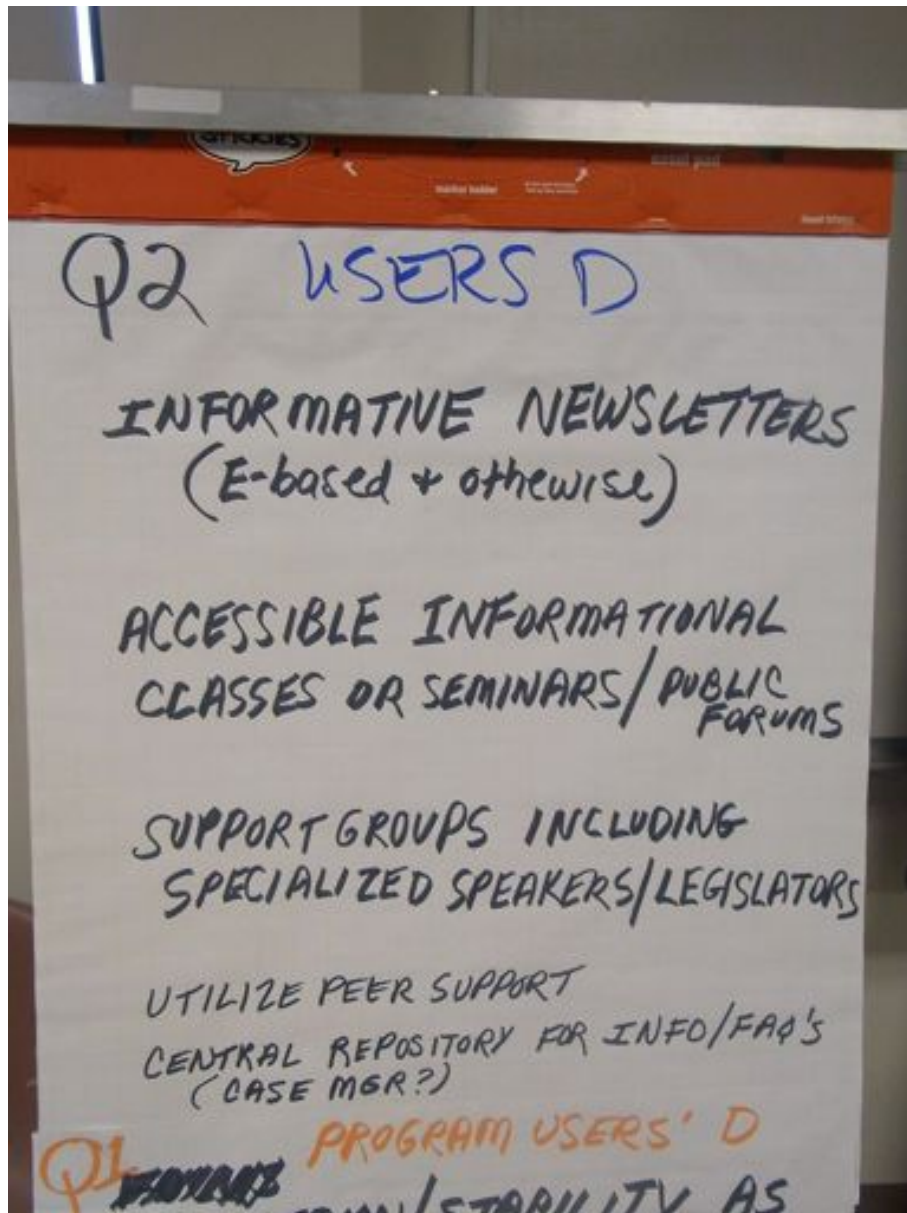 Q2 USERS D
INFORMATIVE NEWSLETTERS
(E-based + othewise)
ACCESSIBLE INFORMATIONAL
CLASSES OR SEMINARS/PUBLIC
FORUMS
SUPPORT GROUPS INCLUDING
SPECIALIZED SPEAKERS/LEGISLATORS
UTILIZE PEER SUPPORT
CENTRAL REPOSITORY FOR INFO/FAQ'S
(CASE MGR?)
Q1 PROGRAM USERS' D
/STABILITY AS